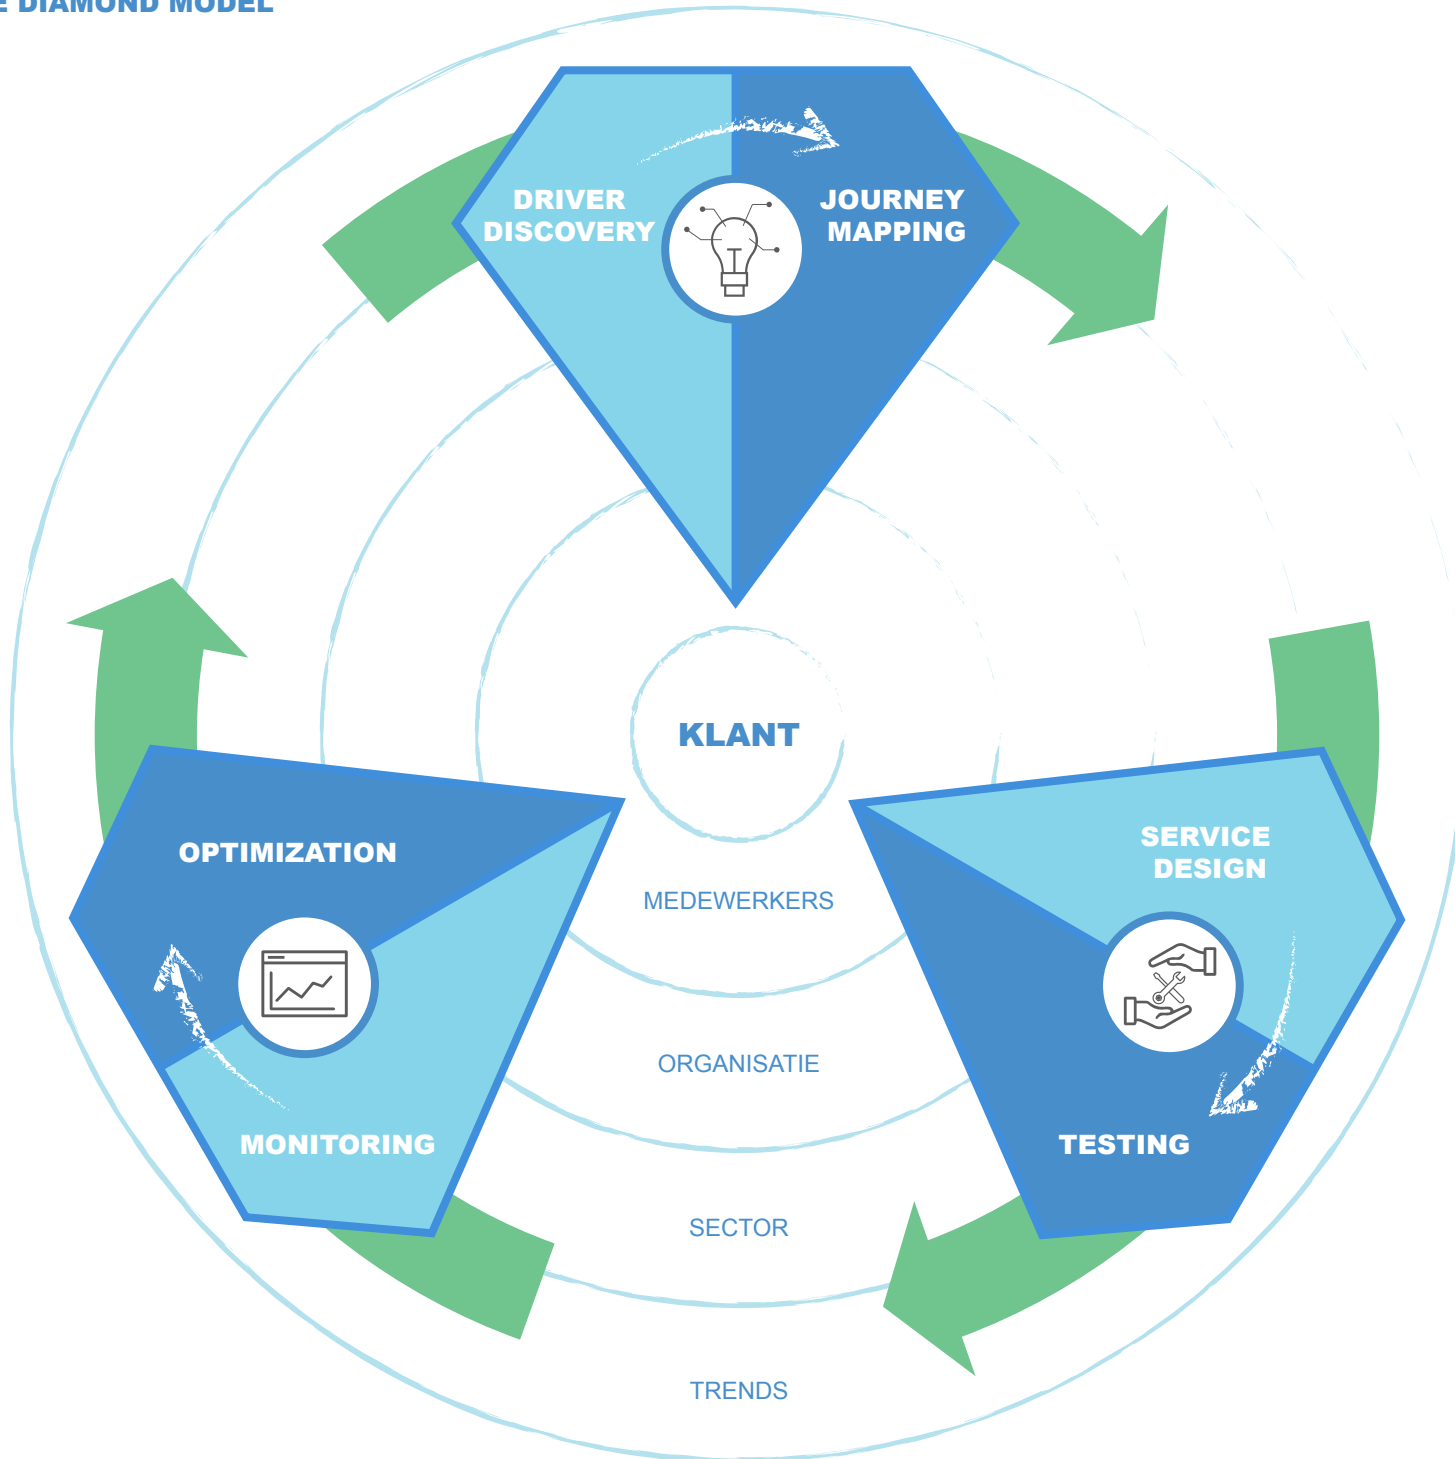 DIAMOND MODEL
DRIVER
DISCOVERY
JOURNEY
MAPPING
KLANT
OPTIMIZATION
SERVICE
DESIGN
MEDEWERKERS
ORGANISATIE
MONITORING
TESTING
SECTOR
TRENDS